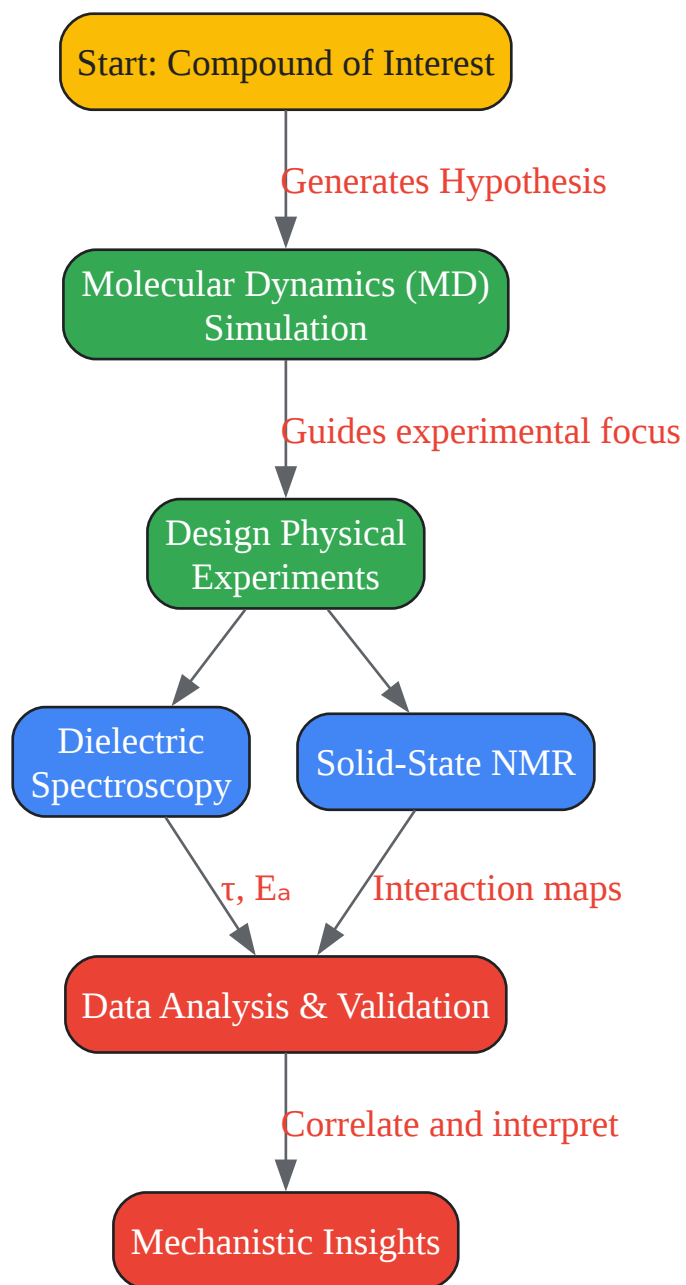 Start: Compound of Interest
Generates Hypothesis
Molecular Dynamics (MD)
Simulation
Guides experimental focus
Design Physical
Experiments
Dielectric
Spectroscopy
Solid-State NMR
τ, Eₐ
Interaction maps
Data Analysis & Validation
Correlate and interpret
Mechanistic Insights